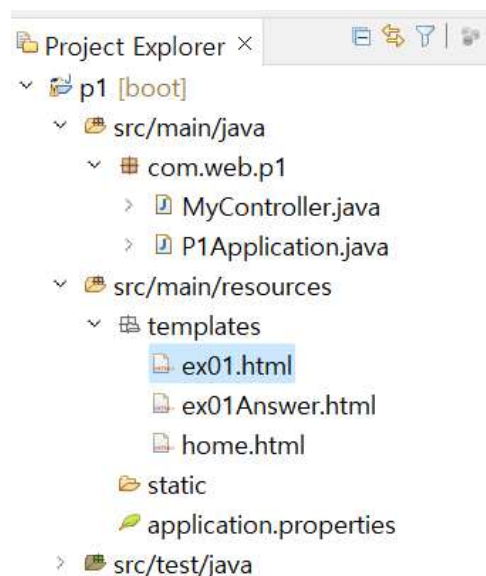 Project Explorer ×
p1 [boot]
src/main/java
com.web.p1
MyController.java
P1Application.java
src/main/resources
templates
ex01.html
ex01Answer.html
home.html
static
application.properties
src/test/java